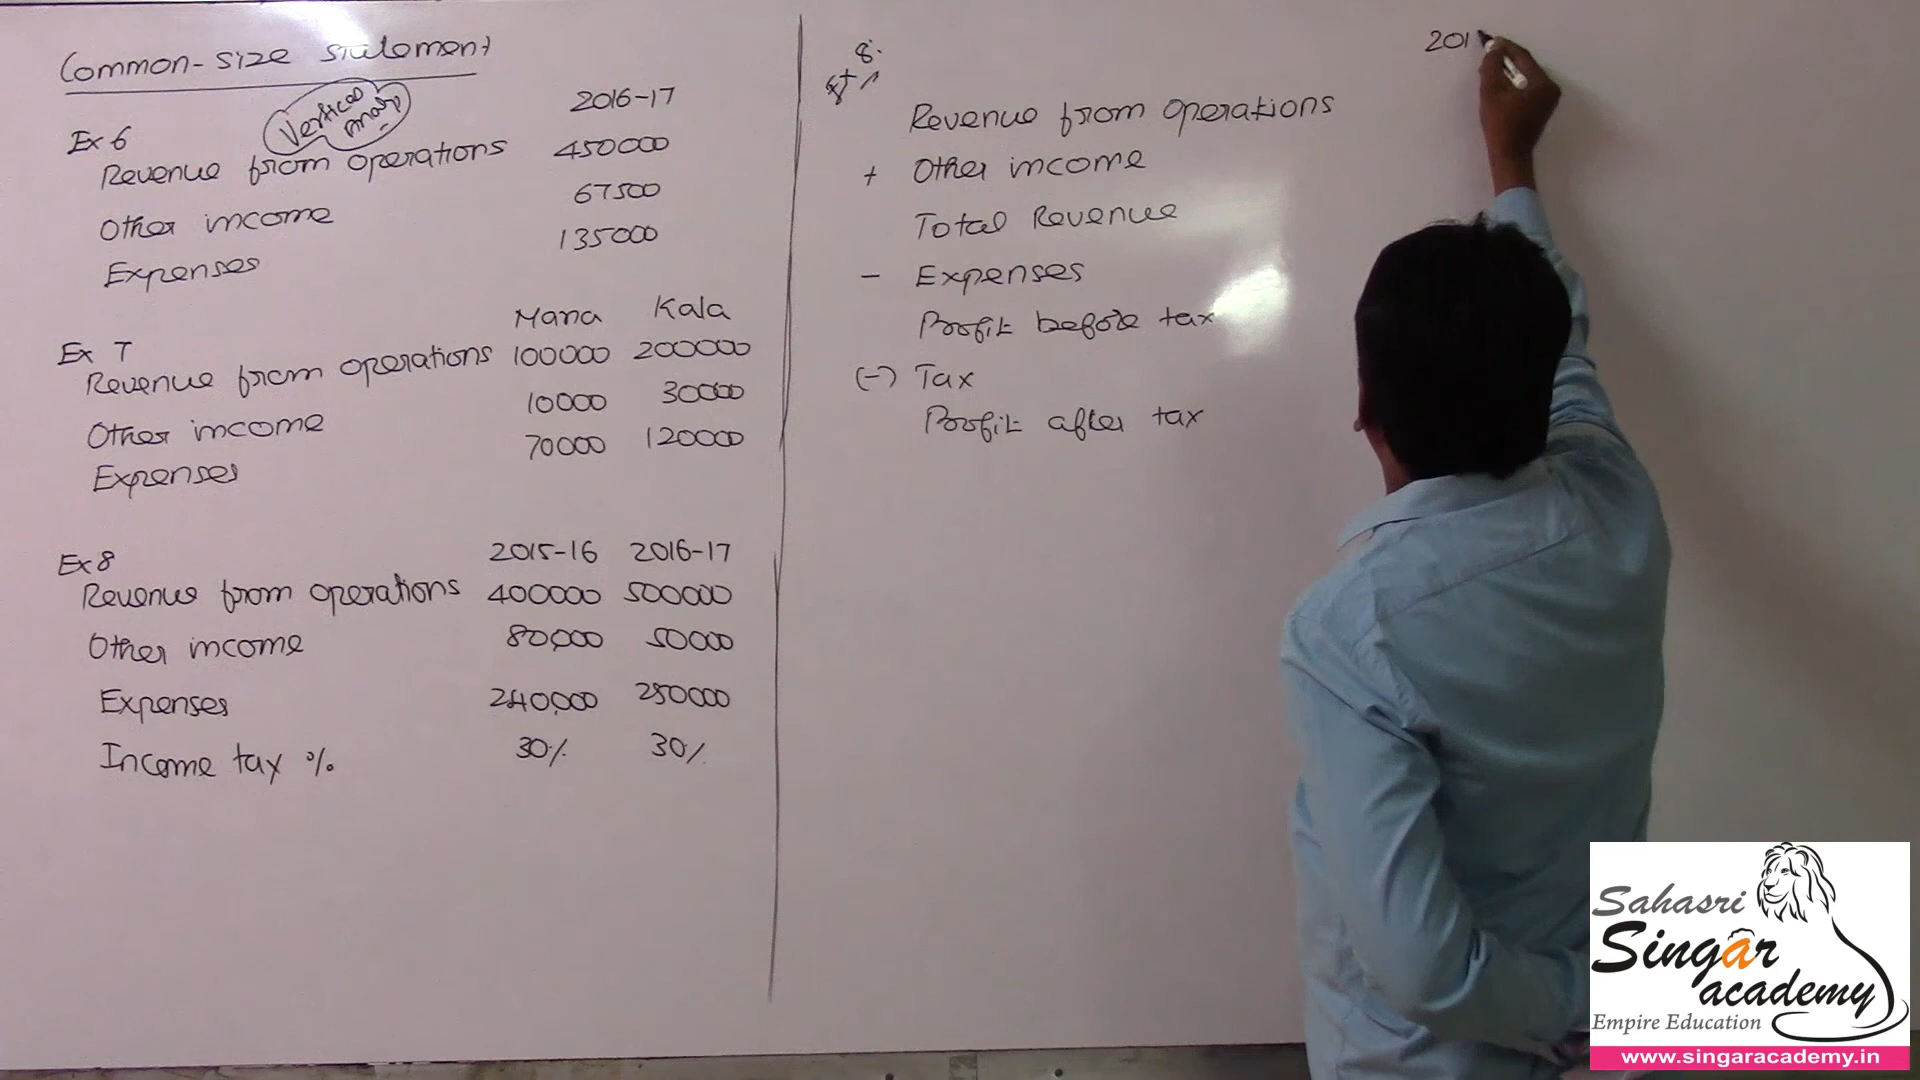 Common-size statement
Vertical
2016-17
Ex 6
Revenue from operations 450000
Other income 67500
Expenses 135000
Mana Kala
Ex 7
Revenue from operations 100000 200000
Other income 10000 30000
Expenses 70000 120000
Ex 8 2015-16 2016-17
Revenue from operations 400000 500000
Other income 80,000 50000
Expenses 240,000 250000
Income tax % 30% 30%
8.
201
Revenue from operations
+ Other income
Total Revenue
- Expenses
Profit before tax
(-) Tax
Profit after tax
Sahasri
Singar
academy
Empire Education
www.singaracademy.in